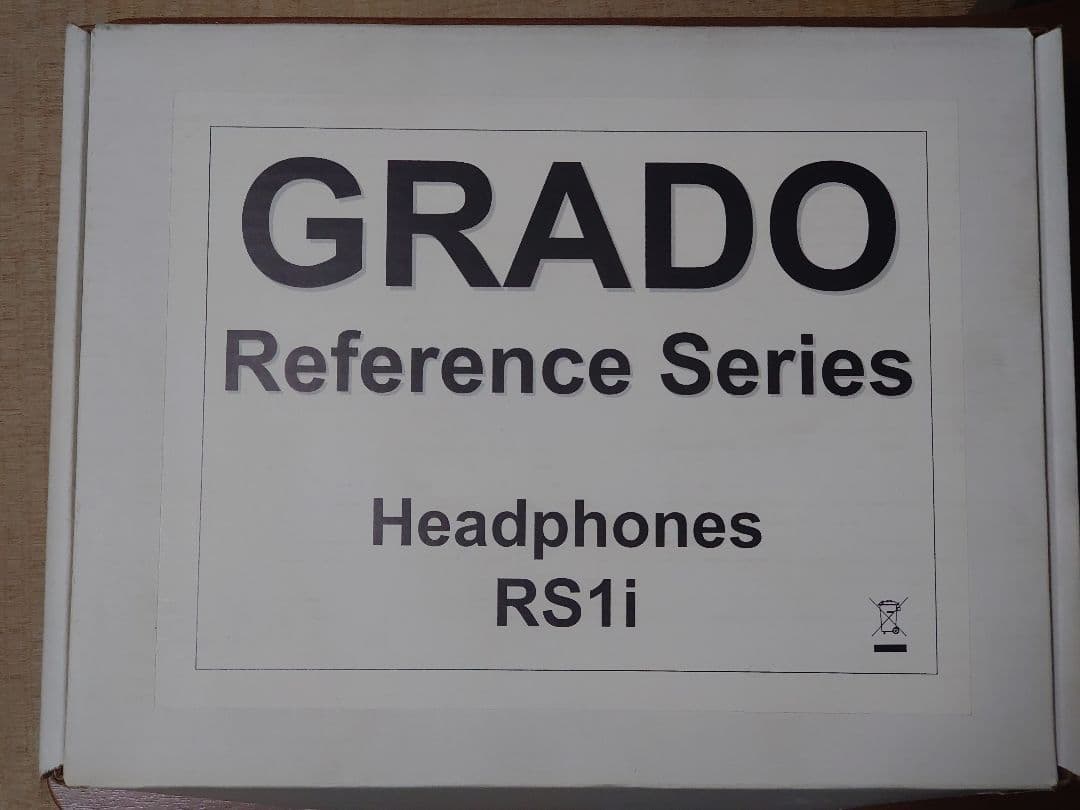 GRADO
Reference Series
Headphones
RS1i